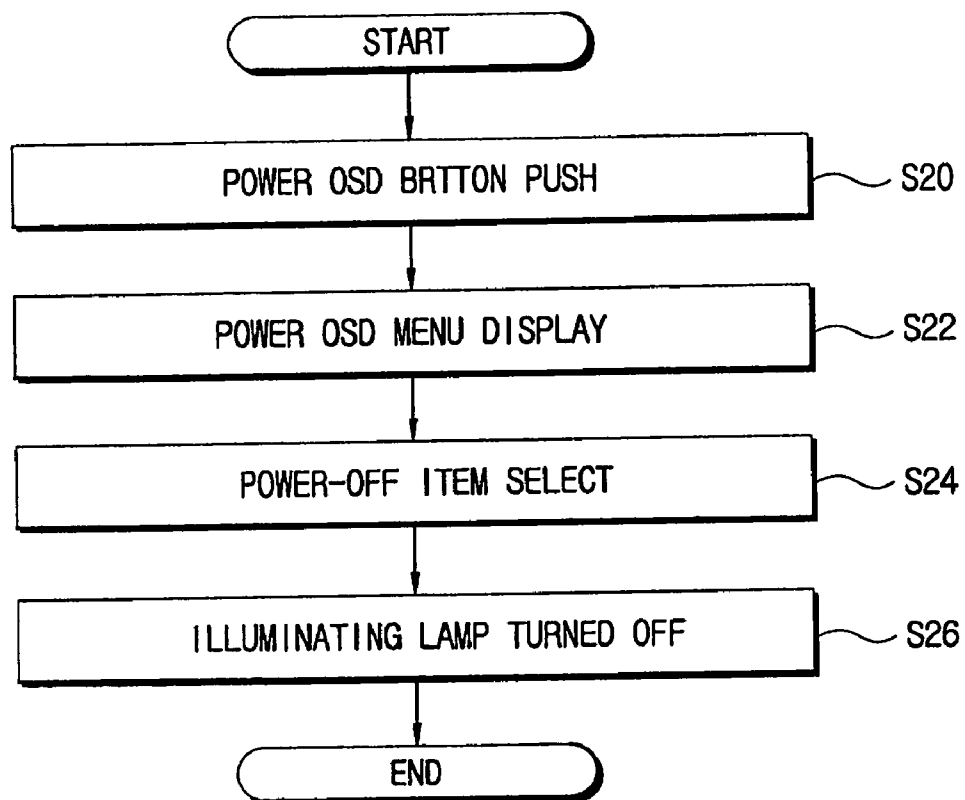 START
POWER OSD BRTTON PUSH
S20
POWER OSD MENU DISPLAY
S22
POWER-OFF ITEM SELECT
S24
ILLUMINATING LAMP TURNED OFF
S26
END